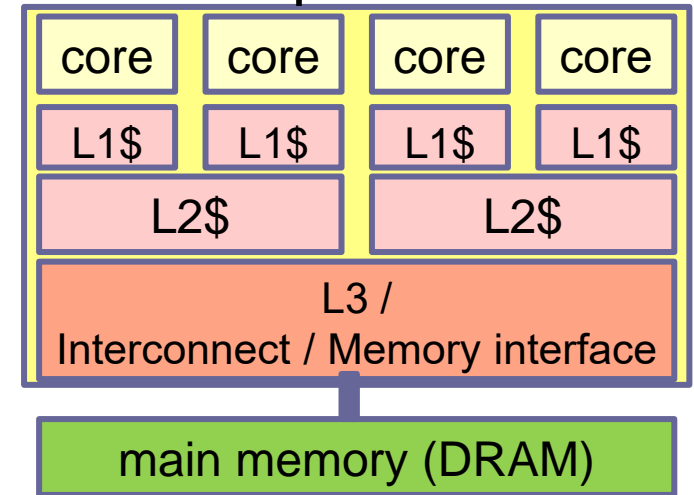 core core core core
L1$ L1$ L1$ L1$
L2$ L2$
L3 /
Interconnect / Memory interface
main memory (DRAM)